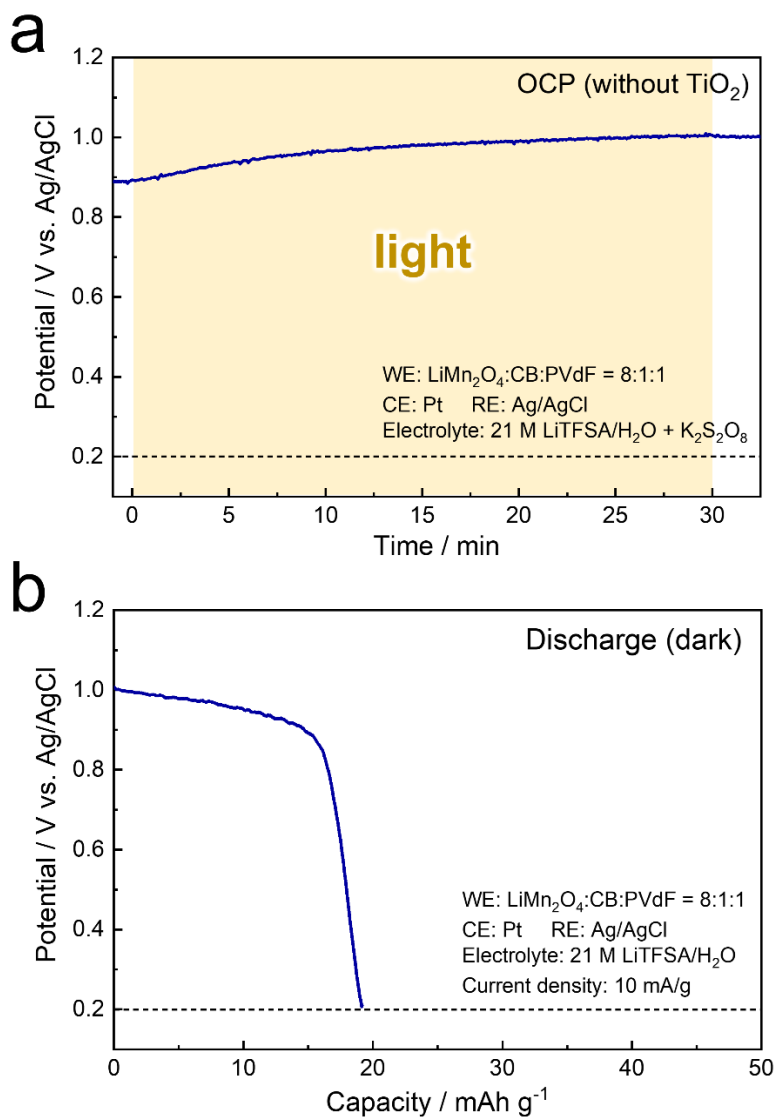 a
OCP (without TiO₂)
1.2
1.0
0.8
0.6
0.4
0.2
Potential / V vs. Ag/AgCl
light
WE: LiMn₂O₄:CB:PVdF = 8:1:1
CE: Pt RE: Ag/AgCl
Electrolyte: 21 M LiTFSA/H₂O + K₂S₂O₈
0 5 10 15 20 25 30
Time / min
b
Discharge (dark)
1.2
1.0
0.8
0.6
0.4
0.2
Potential / V vs. Ag/AgCl
WE: LiMn₂O₄:CB:PVdF = 8:1:1
CE: Pt RE: Ag/AgCl
Electrolyte: 21 M LiTFSA/H₂O
Current density: 10 mA/g
0 10 20 30 40 50
Capacity / mAh g⁻¹